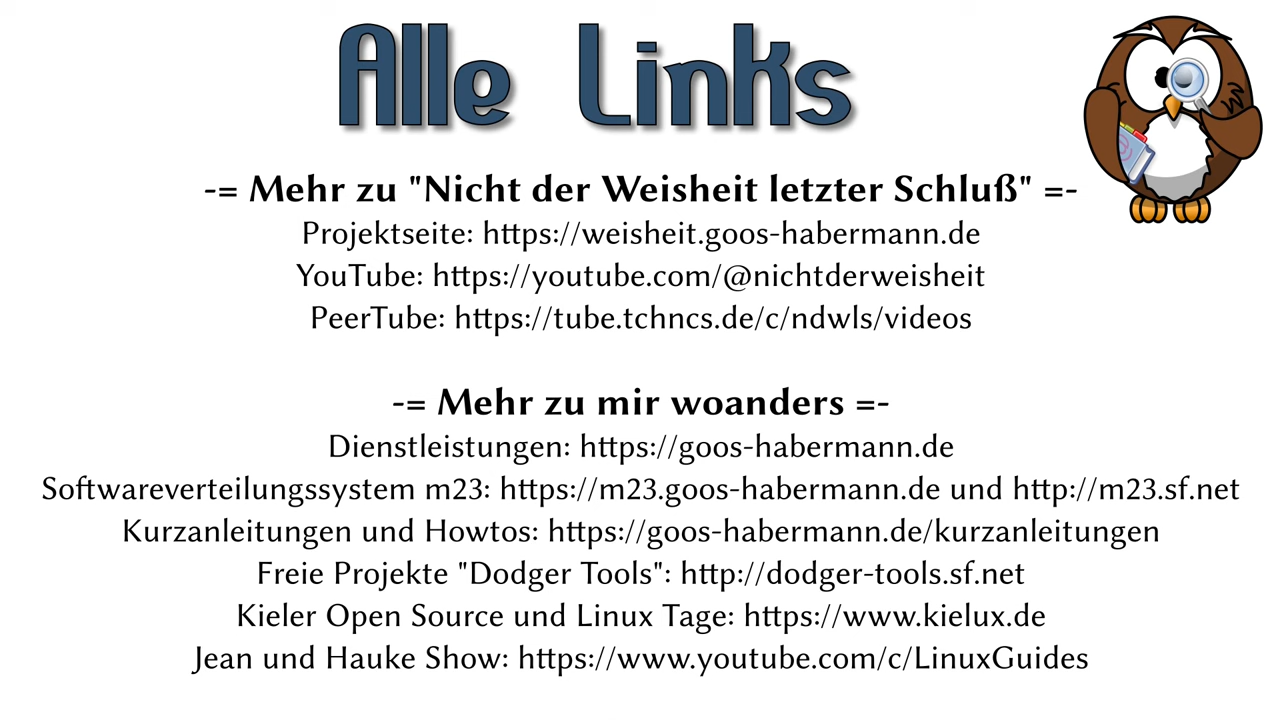 Alle Links
-= Mehr zu "Nicht der Weisheit letzter Schluß" =-
Projektseite: https://weisheit.goos-habermann.de
YouTube: https://youtube.com/@nichtderweisheit
PeerTube: https://tube.tchncs.de/c/ndwls/videos
-= Mehr zu mir woanders =-
Dienstleistungen: https://goos-habermann.de
Softwareverteilungssystem m23: https://m23.goos-habermann.de und http://m23.sf.net
Kurzanleitungen und Howtos: https://goos-habermann.de/kurzanleitungen
Freie Projekte "Dodger Tools": http://dodger-tools.sf.net
Kieler Open Source und Linux Tage: https://www.kielux.de
Jean und Hauke Show: https://www.youtube.com/c/LinuxGuides